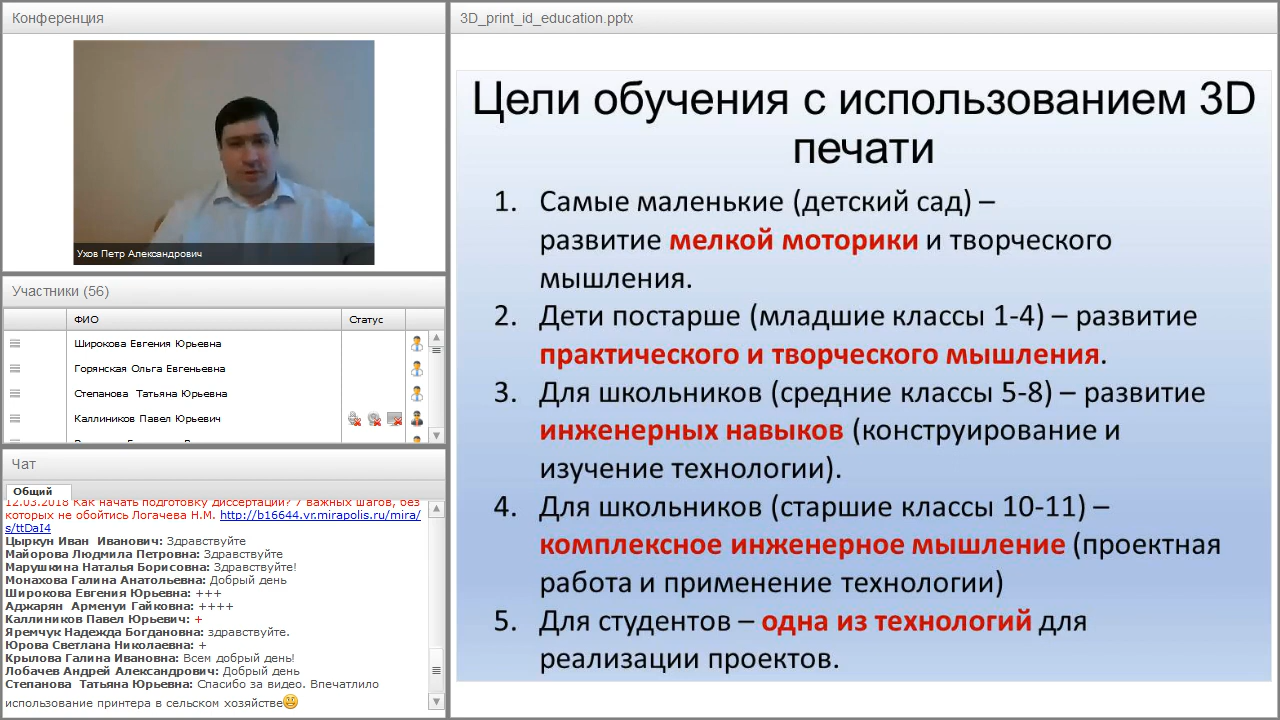 Конференция
Ухов Петр Александрович
Участники (56)
ФИО
Статус
Широкова Евгения Юрьевна
Горянская Ольга Евгеньевна
Степанова Татьяна Юрьевна
Каллиников Павел Юрьевич
Чат
Общий
12.03.2018 Как начать подготовку диссертации? 7 важных шагов, без
которых не обойтись Логачева Н.М. http://b16644.vr.mirapolis.ru/mira/
s/ttDaI4
Цыркун Иван Иванович: Здравствуйте
Майорова Людмила Петровна: Здравствуйте
Марушкина Наталья Борисовна: Здравствуйте!
Монахова Галина Анатольевна: Добрый день
Широкова Евгения Юрьевна: +++
Аджарян Арменуи Гайковна: ++++
Каллиников Павел Юрьевич: +
Яремчук Надежда Богдановна: здравствуйте.
Юрова Светлана Николаевна: +
Крылова Галина Ивановна: Всем добрый день!
Лобачев Андрей Александрович: Добрый день
Степанова Татьяна Юрьевна: Спасибо за видео. Впечатлило
использование принтера в сельском хозяйстве
3D_print_id_education.pptx
Цели обучения с использованием 3D
печати
1. Самые маленькие (детский сад) –
развитие мелкой моторики и творческого
мышления.
2. Дети постарше (младшие классы 1-4) – развитие
практического и творческого мышления.
3. Для школьников (средние классы 5-8) – развитие
инженерных навыков (конструирование и
изучение технологии).
4. Для школьников (старшие классы 10-11) –
комплексное инженерное мышление (проектная
работа и применение технологии)
5. Для студентов – одна из технологий для
реализации проектов.